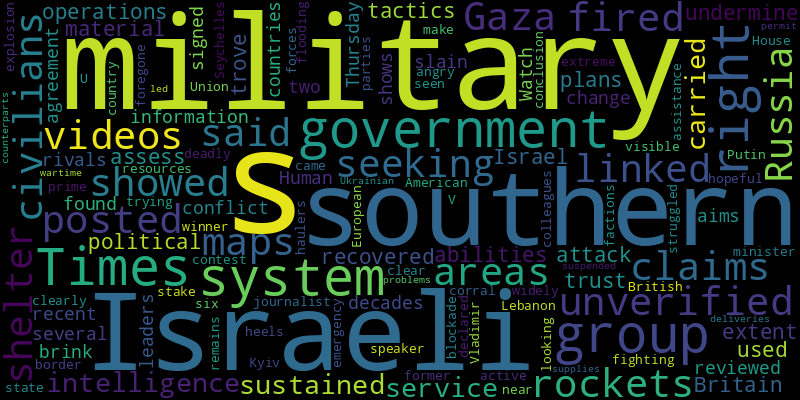 explosion operations material civilians military tactics Gaza fired undermine permit
signed trove countries Thursday forces flooding two parties slain make angry seen House
agreement country foregone U led Union seychelles shows Watch conclusion plans change extreme carried right Russia
counterparts videos information said government assess visible assistance Putin
rivals assess deadly showed resources came s seeking Israel linked hopeful
wartime prime Human Ukrainian American southern
found trying posted conflict European V colleagues factions struggled aims
winner haulers political maps recovered abilities attack claims minister
shelter Times contest clear problems areas trust suspended British
clearly stake system journalist corral Widely Lebanon unverified
recent six decades blockade declared Vladimir group deliveries extent
several leaders Israeli heels emergency looking used
brink remains Kyiv speaker fighting reviewed
border intelligence sustained former active service near rockets supplies Britain
state